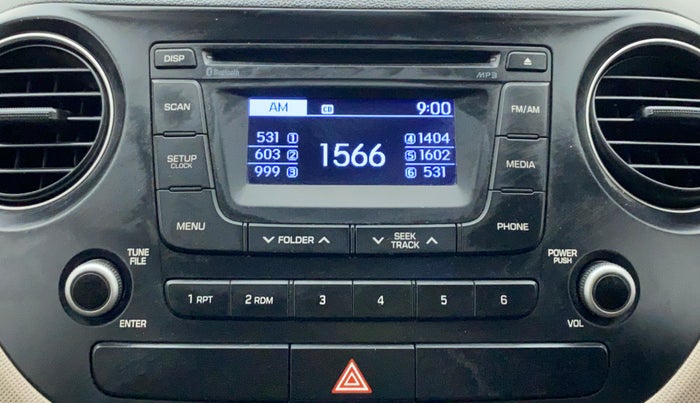 DISP
Bluetooth
MP3
SCAN
AM CD 9:00
FM/AM
531 1 4 1404
603 2 1566 5 1602
999 3 6 531
SETUP
CLOCK
MEDIA
MENU
FOLDER
SEEK
TRACK
PHONE
TUNE
FILE
POWER
PUSH
1 RPT 2 RDM 3 4 5 6
ENTER
VOL